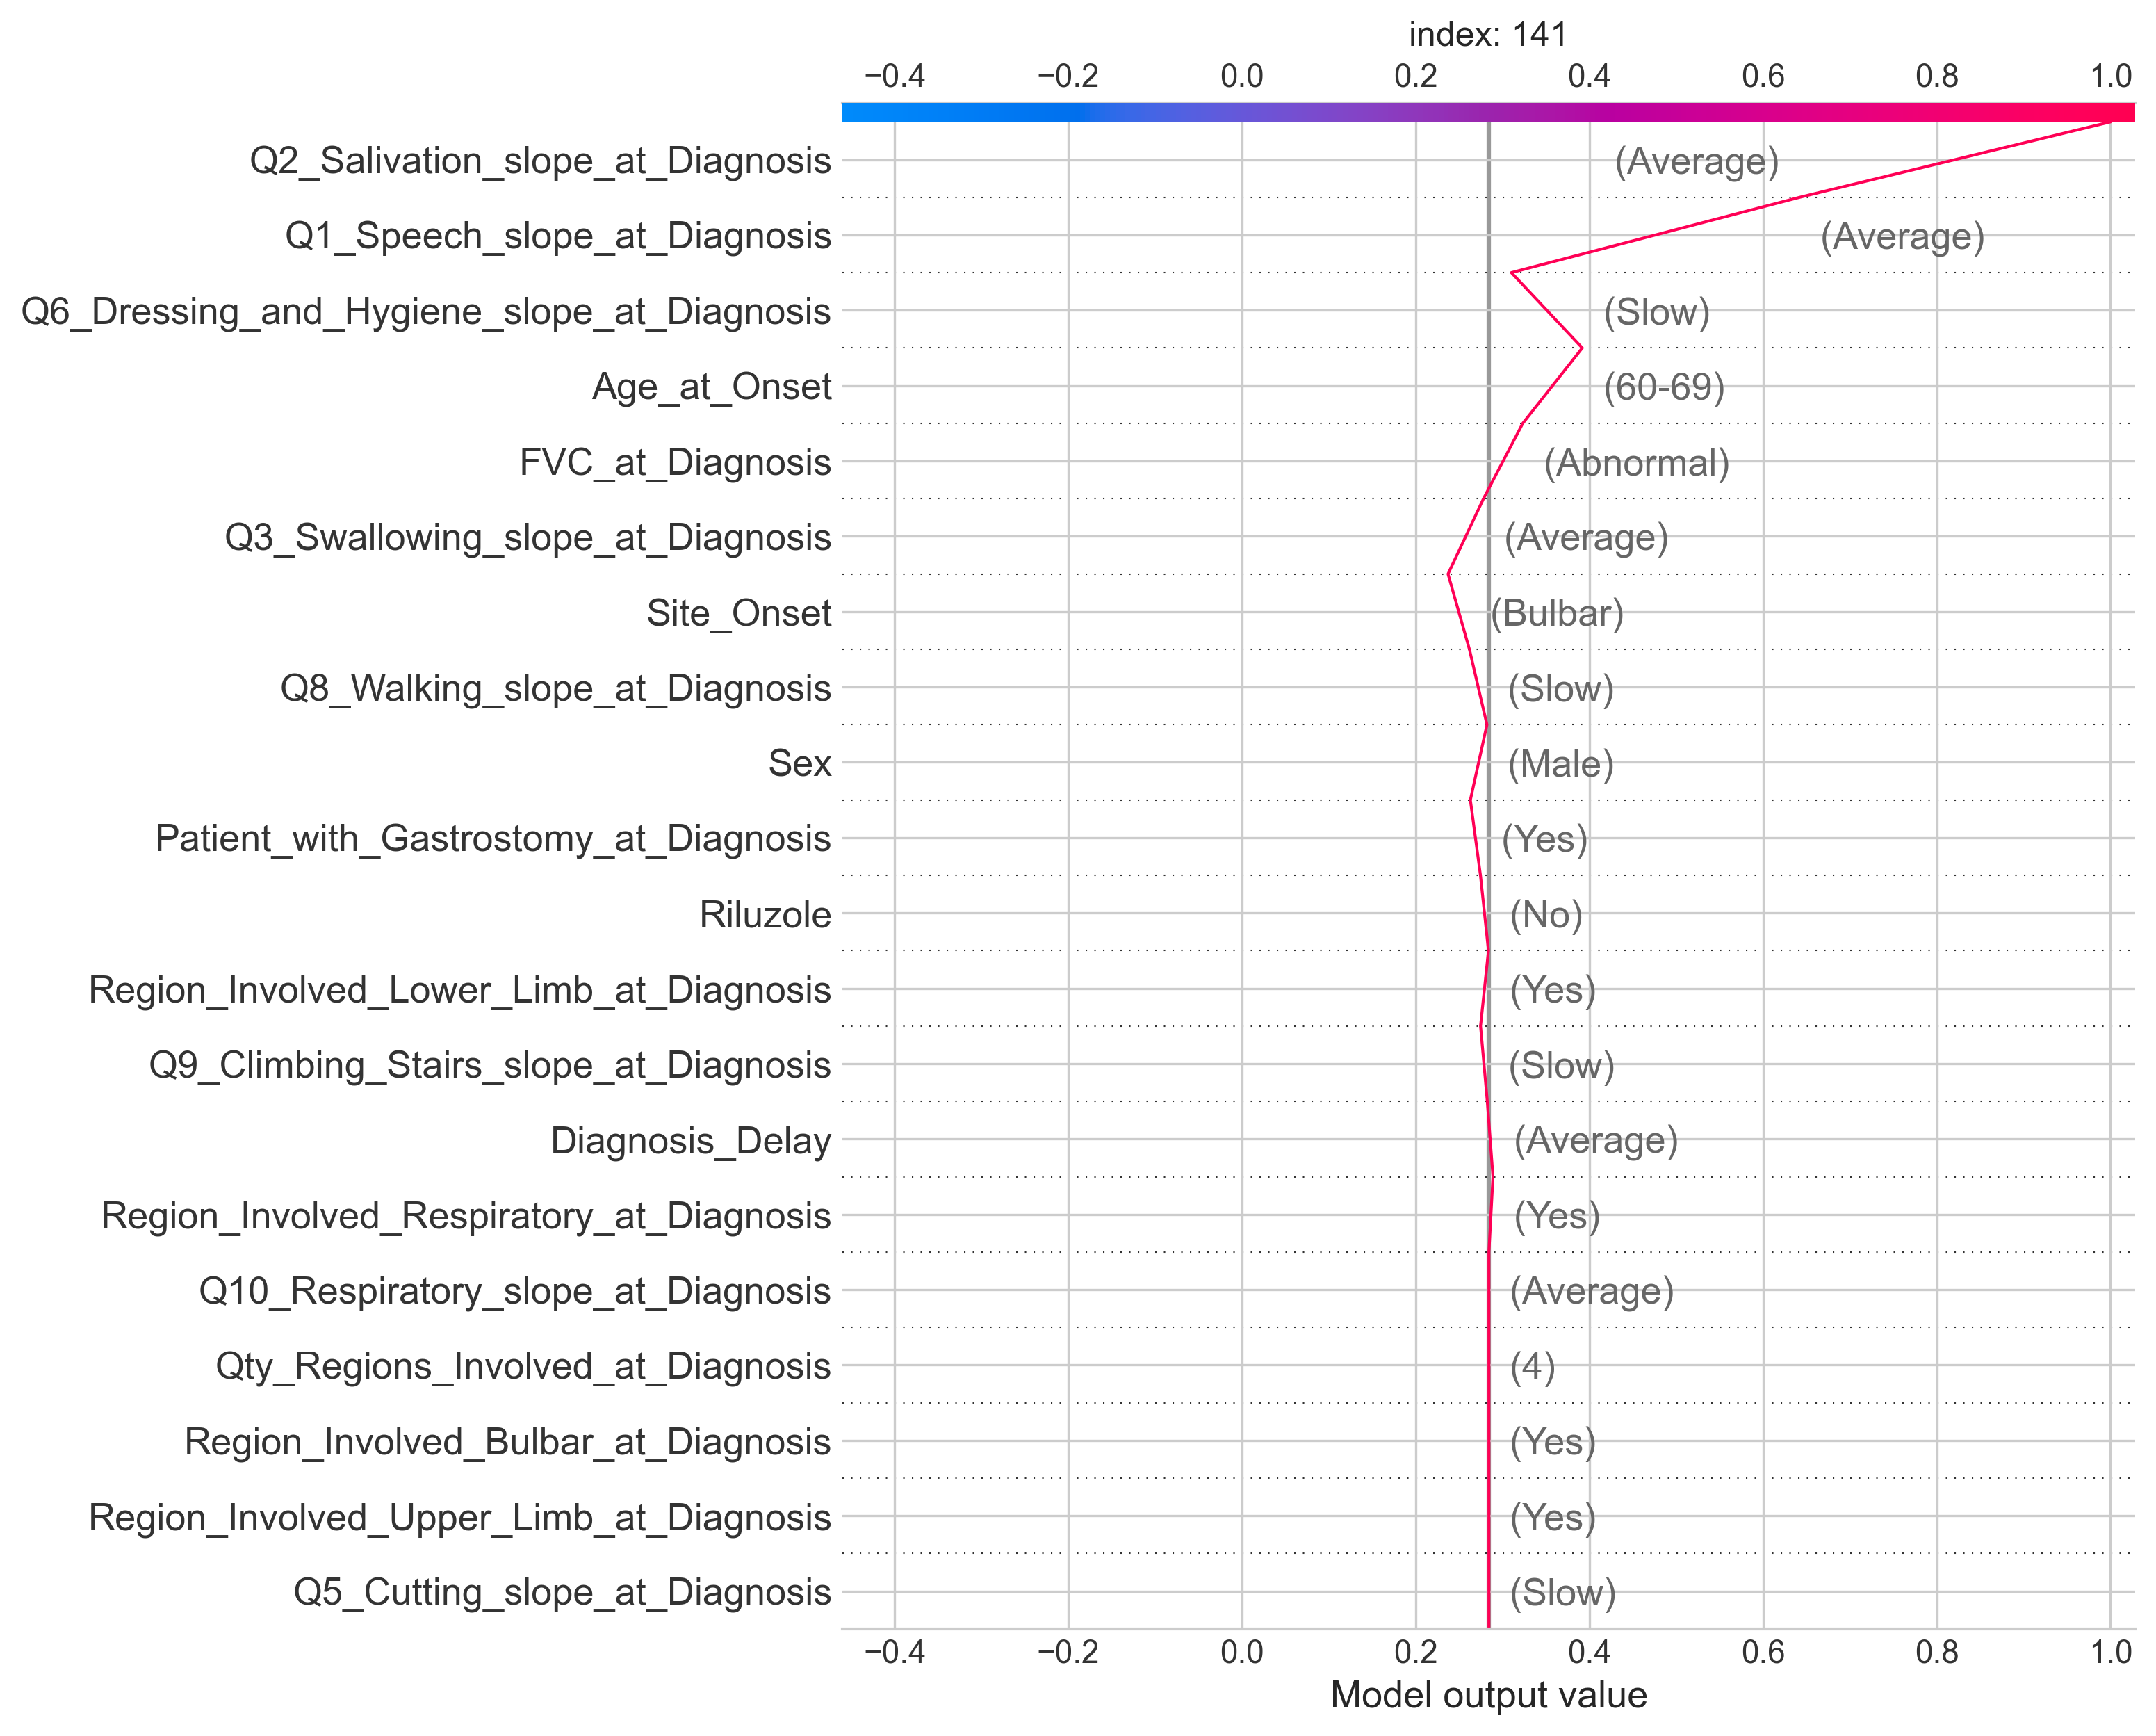 index: 141
−0.4 −0.2 0.0 0.2 0.4 0.6 0.8 1.0
Q2_Salivation_slope_at_Diagnosis (Average)
Q1_Speech_slope_at_Diagnosis (Average)
Q6_Dressing_and_Hygiene_slope_at_Diagnosis (Slow)
Age_at_Onset (60-69)
FVC_at_Diagnosis (Abnormal)
Q3_Swallowing_slope_at_Diagnosis (Average)
Site_Onset (Bulbar)
Q8_Walking_slope_at_Diagnosis (Slow)
Sex (Male)
Patient_with_Gastrostomy_at_Diagnosis (Yes)
Riluzole (No)
Region_Involved_Lower_Limb_at_Diagnosis (Yes)
Q9_Climbing_Stairs_slope_at_Diagnosis (Slow)
Diagnosis_Delay (Average)
Region_Involved_Respiratory_at_Diagnosis (Yes)
Q10_Respiratory_slope_at_Diagnosis (Average)
Qty_Regions_Involved_at_Diagnosis (4)
Region_Involved_Bulbar_at_Diagnosis (Yes)
Region_Involved_Upper_Limb_at_Diagnosis (Yes)
Q5_Cutting_slope_at_Diagnosis (Slow)
−0.4 −0.2 0.0 0.2 0.4 0.6 0.8 1.0
Model output value